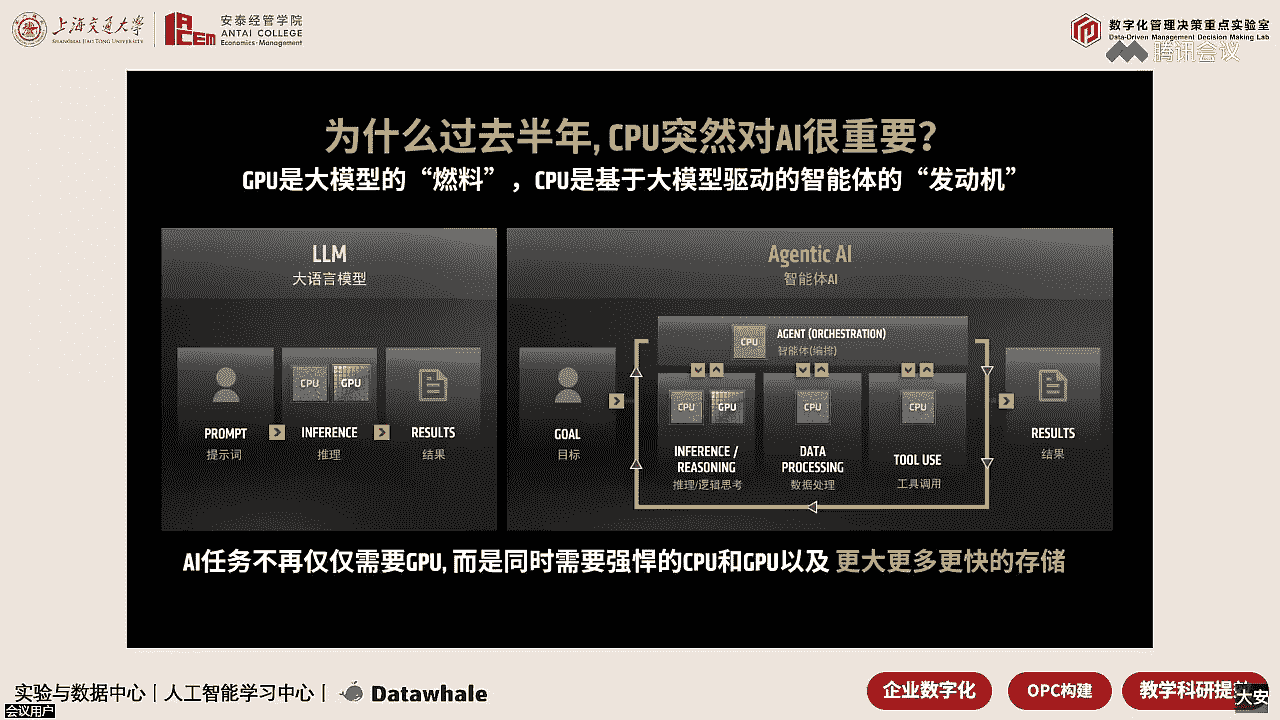 上海交通大学
SHANGHAI JIAO TONG UNIVERSITY
ACEM
安泰经管学院
ANTAI COLLEGE
Economics·Management
数字化管理决策重点实验室
Data-Driven Management Decision Making Lab
腾讯会议
为什么过去半年, CPU突然对AI很重要?
GPU是大模型的“燃料”，CPU是基于大模型驱动的智能体的“发动机”
LLM
大语言模型
PROMPT
提示词
CPU GPU
INFERENCE
推理
RESULTS
结果
Agentic AI
智能体AI
GOAL
目标
CPU
AGENT (ORCHESTRATION)
智能体(编排)
CPU GPU
INFERENCE /
REASONING
推理/逻辑思考
CPU
DATA
PROCESSING
数据处理
CPU
TOOL USE
工具调用
RESULTS
结果
AI任务不再仅仅需要GPU, 而是同时需要强悍的CPU和GPU以及 更大更多更快的存储
实验与数据中心 | 人工智能学习中心 | Datawhale
企业数字化
OPC构建
教学科研提
大安
会议用户